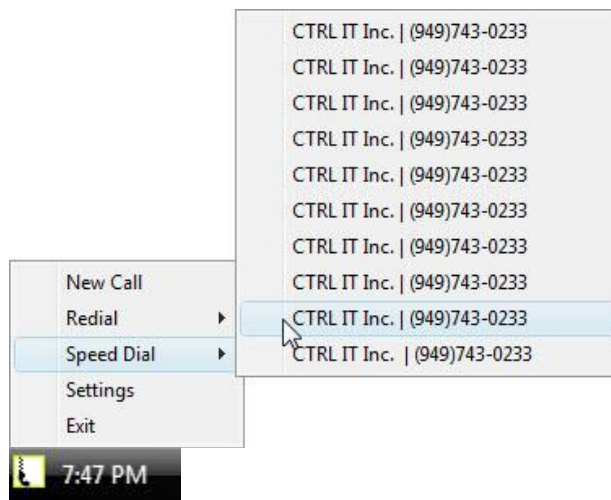 CTRL IT Inc. | (949)743-0233
CTRL IT Inc. | (949)743-0233
CTRL IT Inc. | (949)743-0233
CTRL IT Inc. | (949)743-0233
CTRL IT Inc. | (949)743-0233
CTRL IT Inc. | (949)743-0233
CTRL IT Inc. | (949)743-0233
CTRL IT Inc. | (949)743-0233
CTRL IT Inc. | (949)743-0233
CTRL IT Inc. | (949)743-0233
New Call
Redial
Speed Dial
Settings
Exit
7:47 PM